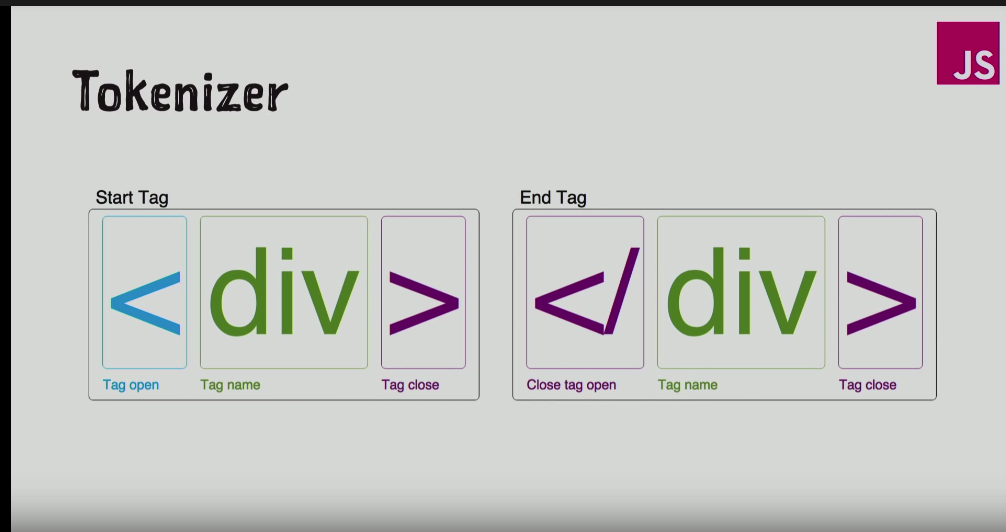 JS
Tokenizer
Start Tag
<div>
Tag open Tag name Tag close
End Tag
</div>
Close tag open Tag name Tag close